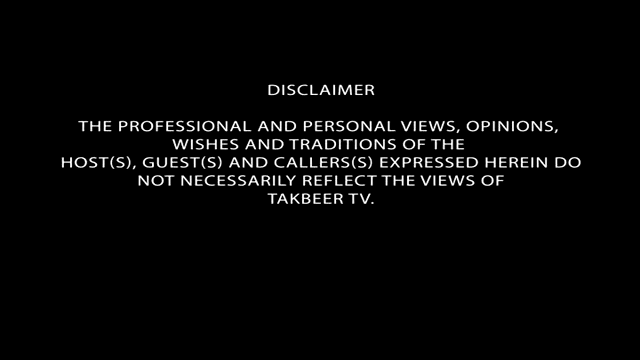 DISCLAIMER
THE PROFESSIONAL AND PERSONAL VIEWS, OPINIONS,
WISHES AND TRADITIONS OF THE
HOST(S), GUEST(S) AND CALLERS(S) EXPRESSED HEREIN DO
NOT NECESSARILY REFLECT THE VIEWS OF
TAKBEER TV.